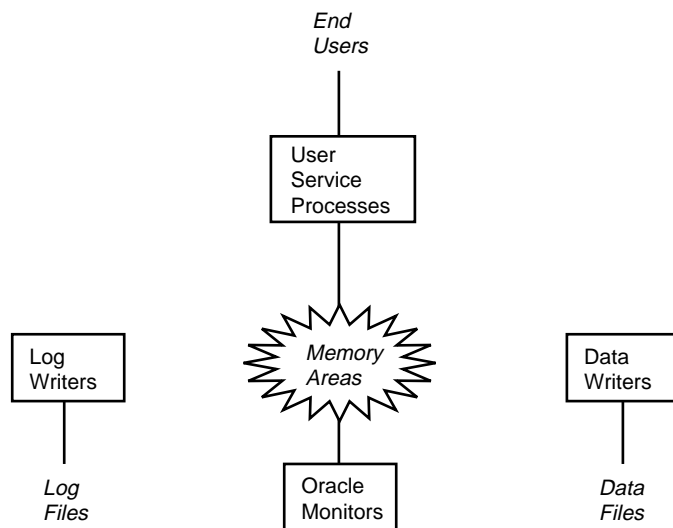 End
Users
User
Service
Processes
Log
Writers
Memory
Areas
Data
Writers
Log
Files
Oracle
Monitors
Data
Files